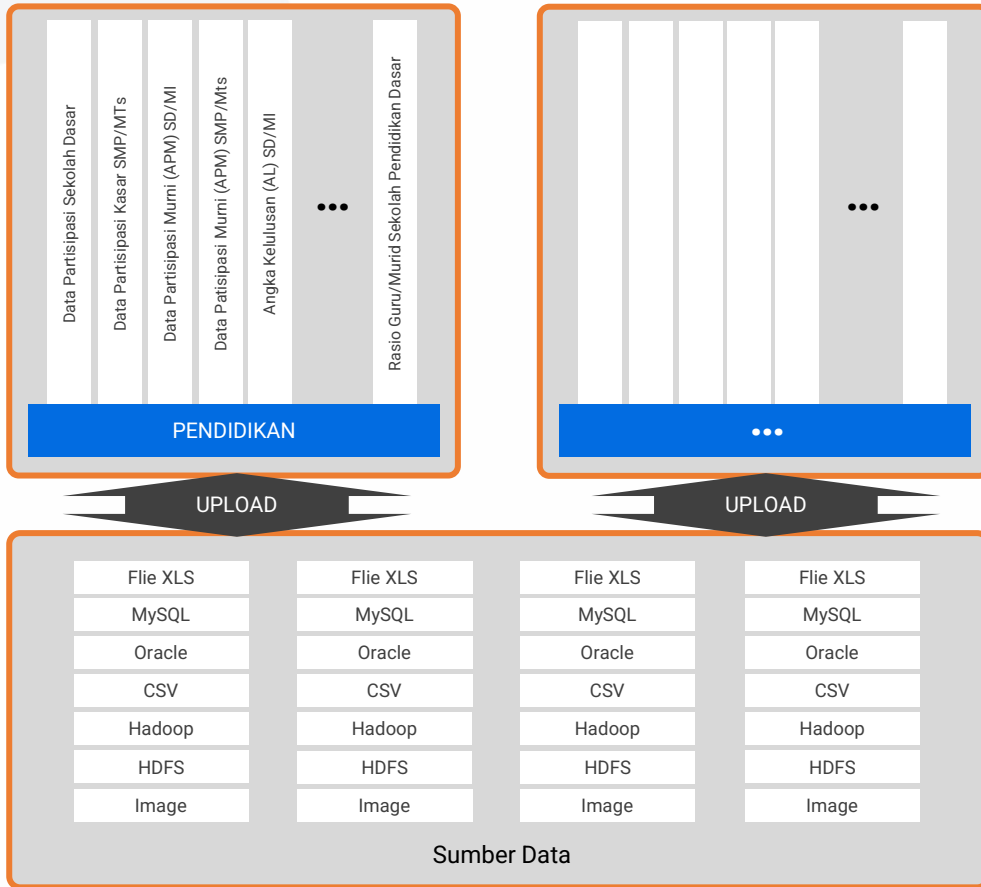 Data Partisipasi Sekolah Dasar
Data Partisipasi Kasar SMP/MTs
Data Partisipasi Murni (APM) SD/MI
Data Patisipasi Murni (APM) SMP/Mts
Angka Kelulusan (AL) SD/MI
...
Rasio Guru/Murid Sekolah Pendidikan Dasar
PENDIDIKAN
...
...
UPLOAD
UPLOAD
Flie XLS
MySQL
Oracle
CSV
Hadoop
HDFS
Image
Flie XLS
MySQL
Oracle
CSV
Hadoop
HDFS
Image
Flie XLS
MySQL
Oracle
CSV
Hadoop
HDFS
Image
Flie XLS
MySQL
Oracle
CSV
Hadoop
HDFS
Image
Sumber Data